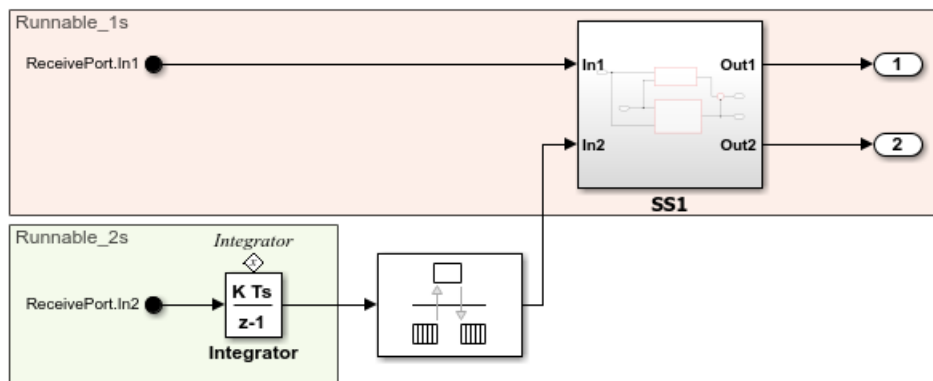 Runnable_1s
ReceivePort.In1
In1
Out1
1
In2
Out2
2
SS1
Runnable_2s
Integrator
x
ReceivePort.In2
K Ts
z-1
Integrator